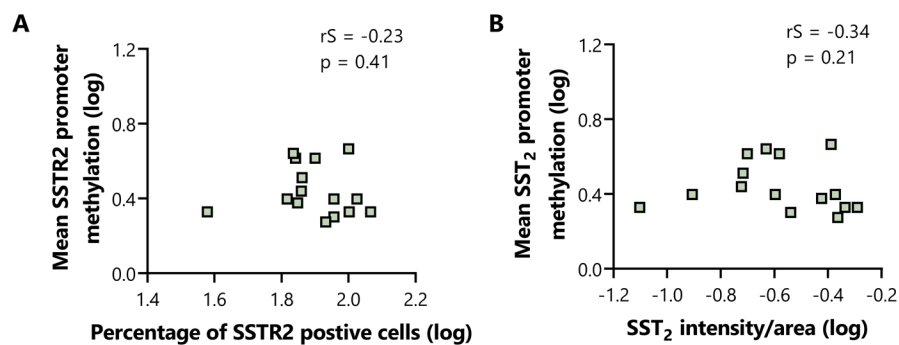 A
rS = -0.23
p = 0.41
Mean SSTR2 promoter
methylation (log)
1.2
0.8
0.4
0.0
1.4 1.6 1.8 2.0 2.2
Percentage of SSTR2 postive cells (log)
B
rS = -0.34
p = 0.21
Mean SST2 promoter
methylation (log)
1.2
0.8
0.4
0.0
-1.2 -1.0 -0.8 -0.6 -0.4 -0.2
SST2 intensity/area (log)